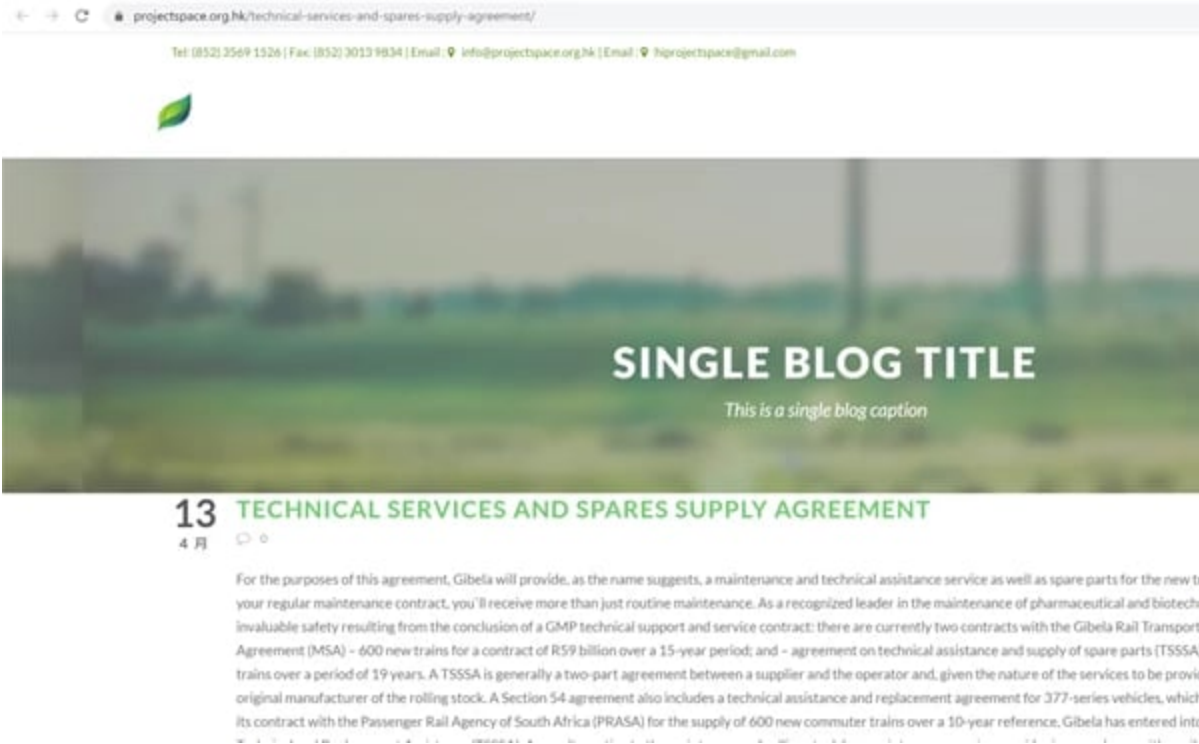 projectspace.org.hk/technical-services-and-spares-supply-agreement/
Tel: (852) 3569 1526 | Fax: (852) 3013 9834 | Email : info@projectspace.org.hk | Email : hiprojectspace@gmail.com
SINGLE BLOG TITLE
This is a single blog caption
13
4 月
TECHNICAL SERVICES AND SPARES SUPPLY AGREEMENT
0
For the purposes of this agreement, Gibela will provide, as the name suggests, a maintenance and technical assistance service as well as spare parts for the new
your regular maintenance contract, you'll receive more than just routine maintenance. As a recognized leader in the maintenance of pharmaceutical and biotech
invaluable safety resulting from the conclusion of a GMP technical support and service contract: there are currently two contracts with the Gibela Rail Transport
Agreement (MSA) – 600 new trains for a contract of R59 billion over a 15-year period; and – agreement on technical assistance and supply of spare parts (TSSSA
trains over a period of 19 years. A TSSSA is generally a two-part agreement between a supplier and the operator and, given the nature of the services to be provi
original manufacturer of the rolling stock. A Section 54 agreement also includes a technical assistance and replacement agreement for 377-series vehicles, which
its contract with the Passenger Rail Agency of South Africa (PRASA) for the supply of 600 new commuter trains over a 10-year reference, Gibela has entered into